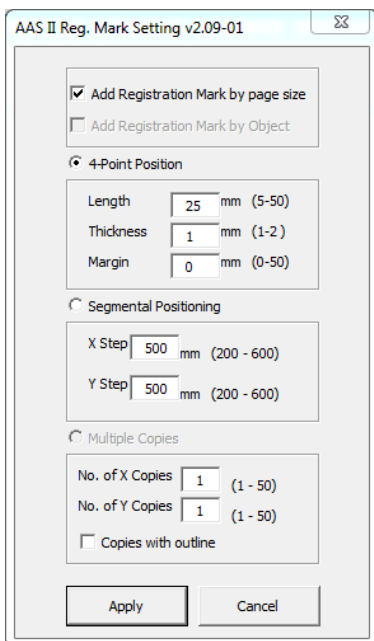 AAS II Reg. Mark Setting v2.09-01
Add Registration Mark by page size
Add Registration Mark by Object
4-Point Position
Length 25 mm (5-50)
Thickness 1 mm (1-2 )
Margin 0 mm (0-50)
Segmental Positioning
X Step 500 mm (200 - 600)
Y Step 500 mm (200 - 600)
Multiple Copies
No. of X Copies 1 (1 - 50)
No. of Y Copies 1 (1 - 50)
Copies with outline
Apply Cancel